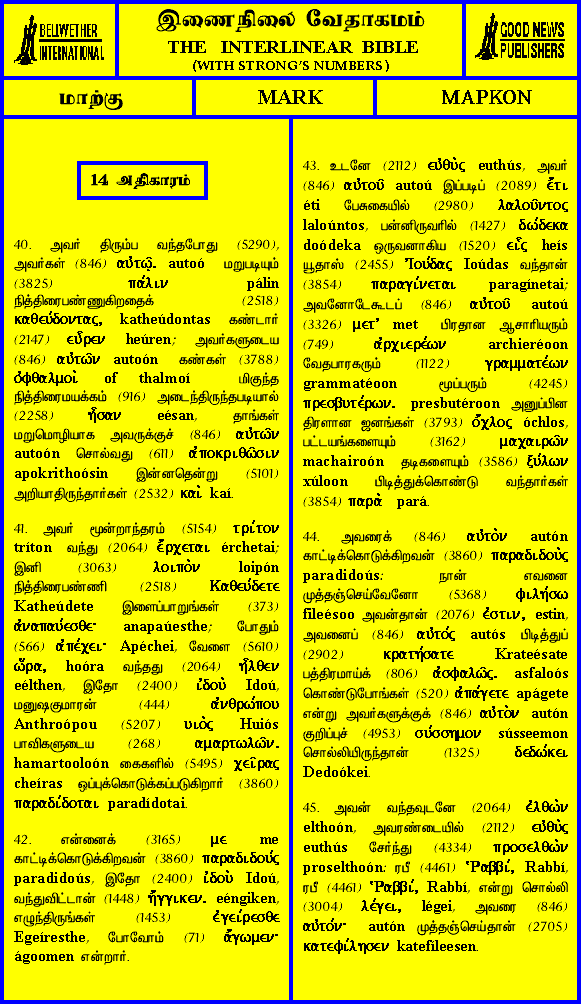 BELLWETHER
INTERNATIONAL
இணைநிலை வேதாகமம்
THE INTERLINEAR BIBLE
(WITH STRONG'S NUMBERS)
GOOD NEWS
PUBLISHERS
மாற்கு
MARK
ΜΑΡΚΟΝ
14 அதிகாரம்
40. அவர் திரும்ப வந்தபோது (5290),
அவர்கள் (846) αὐτῷ. autoó மறுபடியும்
(3825) πάλιν pálin
நித்திரைபண்ணுகிறதைக் (2518)
καθεύδοντας, katheúdontas கண்டார்
(2147) εὗρεν heúren; அவர்களுடைய
(846) αὐτῶν autoón கண்கள் (3788)
ὀφθαλμοὶ of thalmoí மிகுந்த
நித்திரைமயக்கம் (916) அடைந்திருந்தபடியால்
(2258) ἦσαν eésan, தாங்கள்
மறுமொழியாக அவருக்குச் (846) αὐτῶν
autoón சொல்வது (611) ἀποκριθῶσιν
apokrithoósin இன்னதென்று (5101)
அறியாதிருந்தார்கள் (2532) καὶ kaí.
41. அவர் மூன்றாந்தரம் (5154) τρίτον
tríton வந்து (2064) ἔρχεται érchetai;
இனி (3063) λοιπὸν loipón
நித்திரைபண்ணி (2518) Καθεύδετε
Katheúdete இளைப்பாறுங்கள் (373)
ἀναπαύεσθε· anapaúesthe; போதும்
(566) ἀπέχει· Apéchei, வேளை (5610)
ὥρα, hoóra வந்தது (2064) ἦλθεν
eélthen, இதோ (2400) ἰδοὺ Idoú,
மனுஷகுமாரன் (444) ἀνθρώπου
Anthroópou (5207) υιὸς Huiós
பாவிகளுடைய (268) αμαρτωλῶν.
hamartooloón கைகளில் (5495) χεῖρας
cheíras ஒப்புக்கொடுக்கப்படுகிறார் (3860)
παραδίδοται paradídotai.
42. என்னைக் (3165) με me
காட்டிக்கொடுக்கிறவன் (3860) παραδιδούς
paradidoús, இதோ (2400) ἰδοὺ Idoú,
வந்துவிட்டான் (1448) ἤγγικεν. eéngiken,
எழுந்திருங்கள் (1453) ἐγείρεσθε
Egeíresthe, போவோம் (71) ἄγωμεν·
ágoomen என்றார்.
43. உடனே (2112) εὐθὺς euthús, அவர்
(846) αὐτοῦ autoú இப்படிப் (2089) ἔτι
éti பேசுகையில் (2980) λαλοῦντος
laloúntos, பன்னிருவரில் (1427) δώδεκα
doódeka ஒருவனாகிய (1520) εἷς heís
யூதாஸ் (2455) Ἰούδας Ioúdas வந்தான்
(3854) παραγίνεται paragínetai;
அவனோடேகூடப் (846) αὐτοῦ autoú
(3326) μετ' met பிரதான ஆசாரியரும்
(749) ἀρχιερέων archieréoon
வேதபாரகரும் (1122) γραμματέων
grammatéoon மூப்பரும் (4245)
πρεσβυτέρων. presbutéroon அனுப்பின
திரளான ஜனங்கள் (3793) ὄχλος óchlos,
பட்டயங்களையும் (3162) μαχαιρῶν
machairoón தடிகளையும் (3586) ξύλων
xúloon பிடித்துக்கொண்டு வந்தார்கள்
(3854) παρὰ pará.
44. அவரைக் (846) αὐτὸν autón
காட்டிக்கொடுக்கிறவன் (3860) παραδιδοὺς
paradidoús: நான் எவனை
முத்தஞ்செய்வேனோ (5368) φιλήσω
fileésoo அவன்தான் (2076) ἐστιν, estin,
அவனைப் (846) αὐτός autós பிடித்துப்
(2902) κρατήσατε Krateésate
பத்திரமாய்க் (806) ἀσφαλῶς. asfaloós
கொண்டுபோங்கள் (520) ἀπάγετε apágete
என்று அவர்களுக்குக் (846) αὐτὸν autón
குறிப்புச் (4953) σύσσημον sússeemon
சொல்லியிருந்தான் (1325) δεδώκει
Dedoókei.
45. அவன் வந்தவுடனே (2064) ἐλθὼν
elthoón, அவரண்டையில் (2112) εὐθὺς
euthús சேர்ந்து (4334) προσελθὼν
proselthoón: ரபீ (4461) Ῥαββί, Rabbí,
ரபீ (4461) Ῥαββί, Rabbí, என்று சொல்லி
(3004) λέγει, légei, அவரை (846)
αὐτόν· autón முத்தஞ்செய்தான் (2705)
κατεφίλησεν katefíleesen.